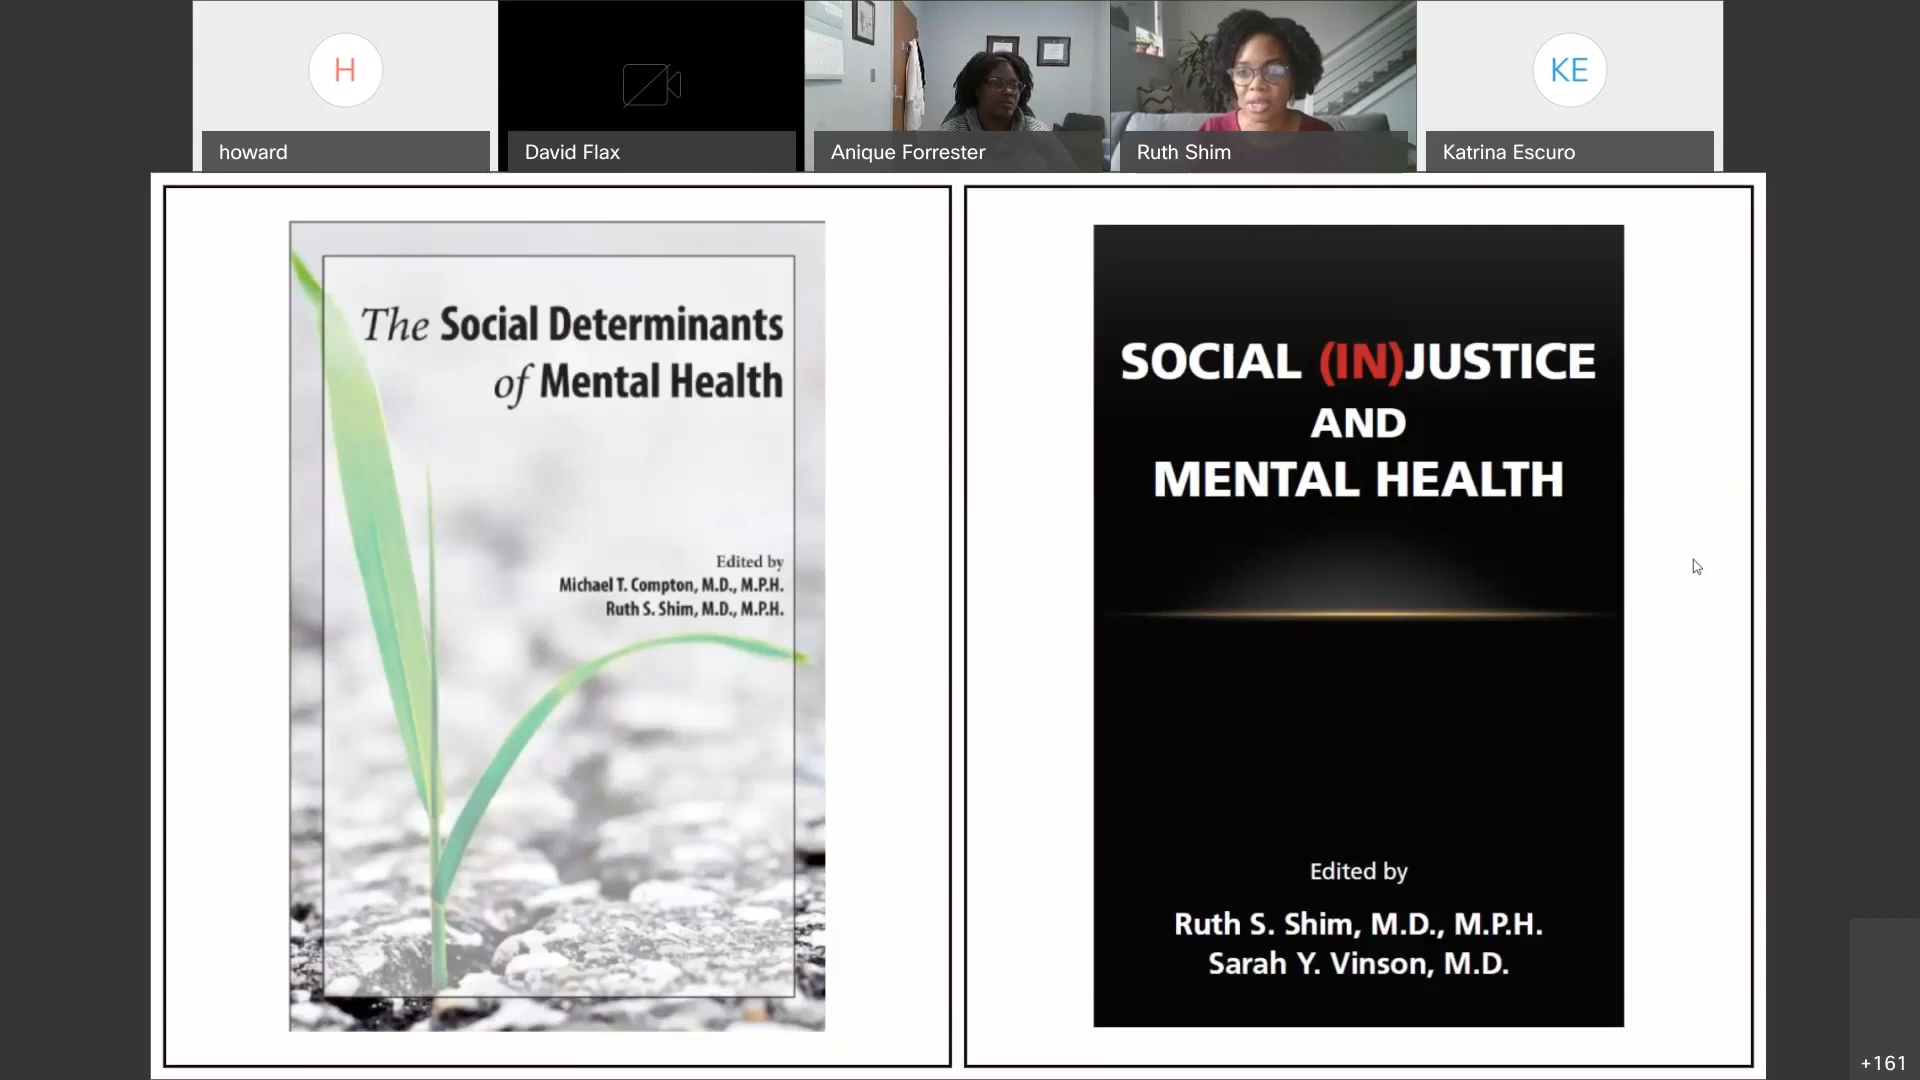 H
KE
howard
David Flax
Anique Forrester
Ruth Shim
Katrina Escuro
The Social Determinants
of Mental Health
Edited by
Michael T. Compton, M.D., M.P.H.
Ruth S. Shim, M.D., M.P.H.
SOCIAL (IN)JUSTICE
AND
MENTAL HEALTH
Edited by
Ruth S. Shim, M.D., M.P.H.
Sarah Y. Vinson, M.D.
+161